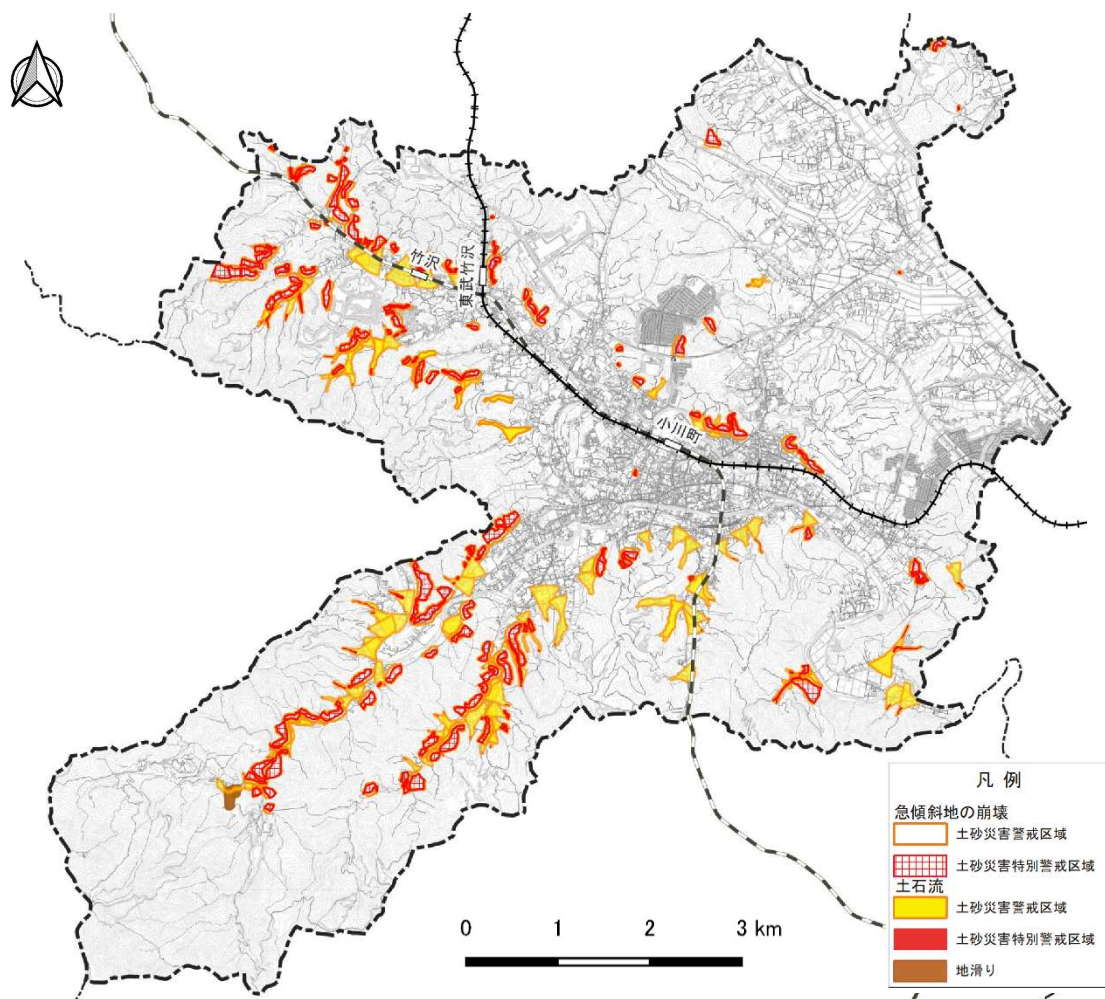 竹沢
東武竹沢
小川町
0 1 2 3 km
凡 例
急傾斜地の崩壊
土砂災害警戒区域
土砂災害特別警戒区域
土石流
土砂災害警戒区域
土砂災害特別警戒区域
地滑り